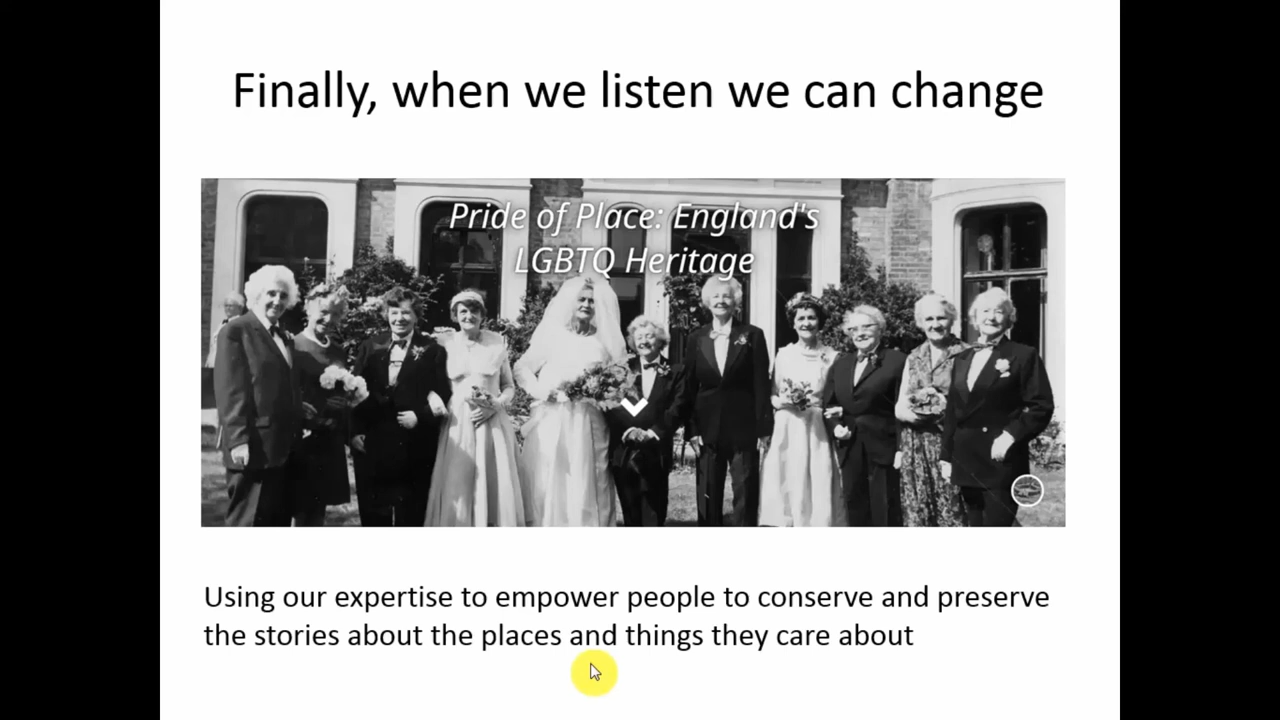 Finally, when we listen we can change
Pride of Place: England's
LGBTQ Heritage
Using our expertise to empower people to conserve and preserve
the stories about the places and things they care about